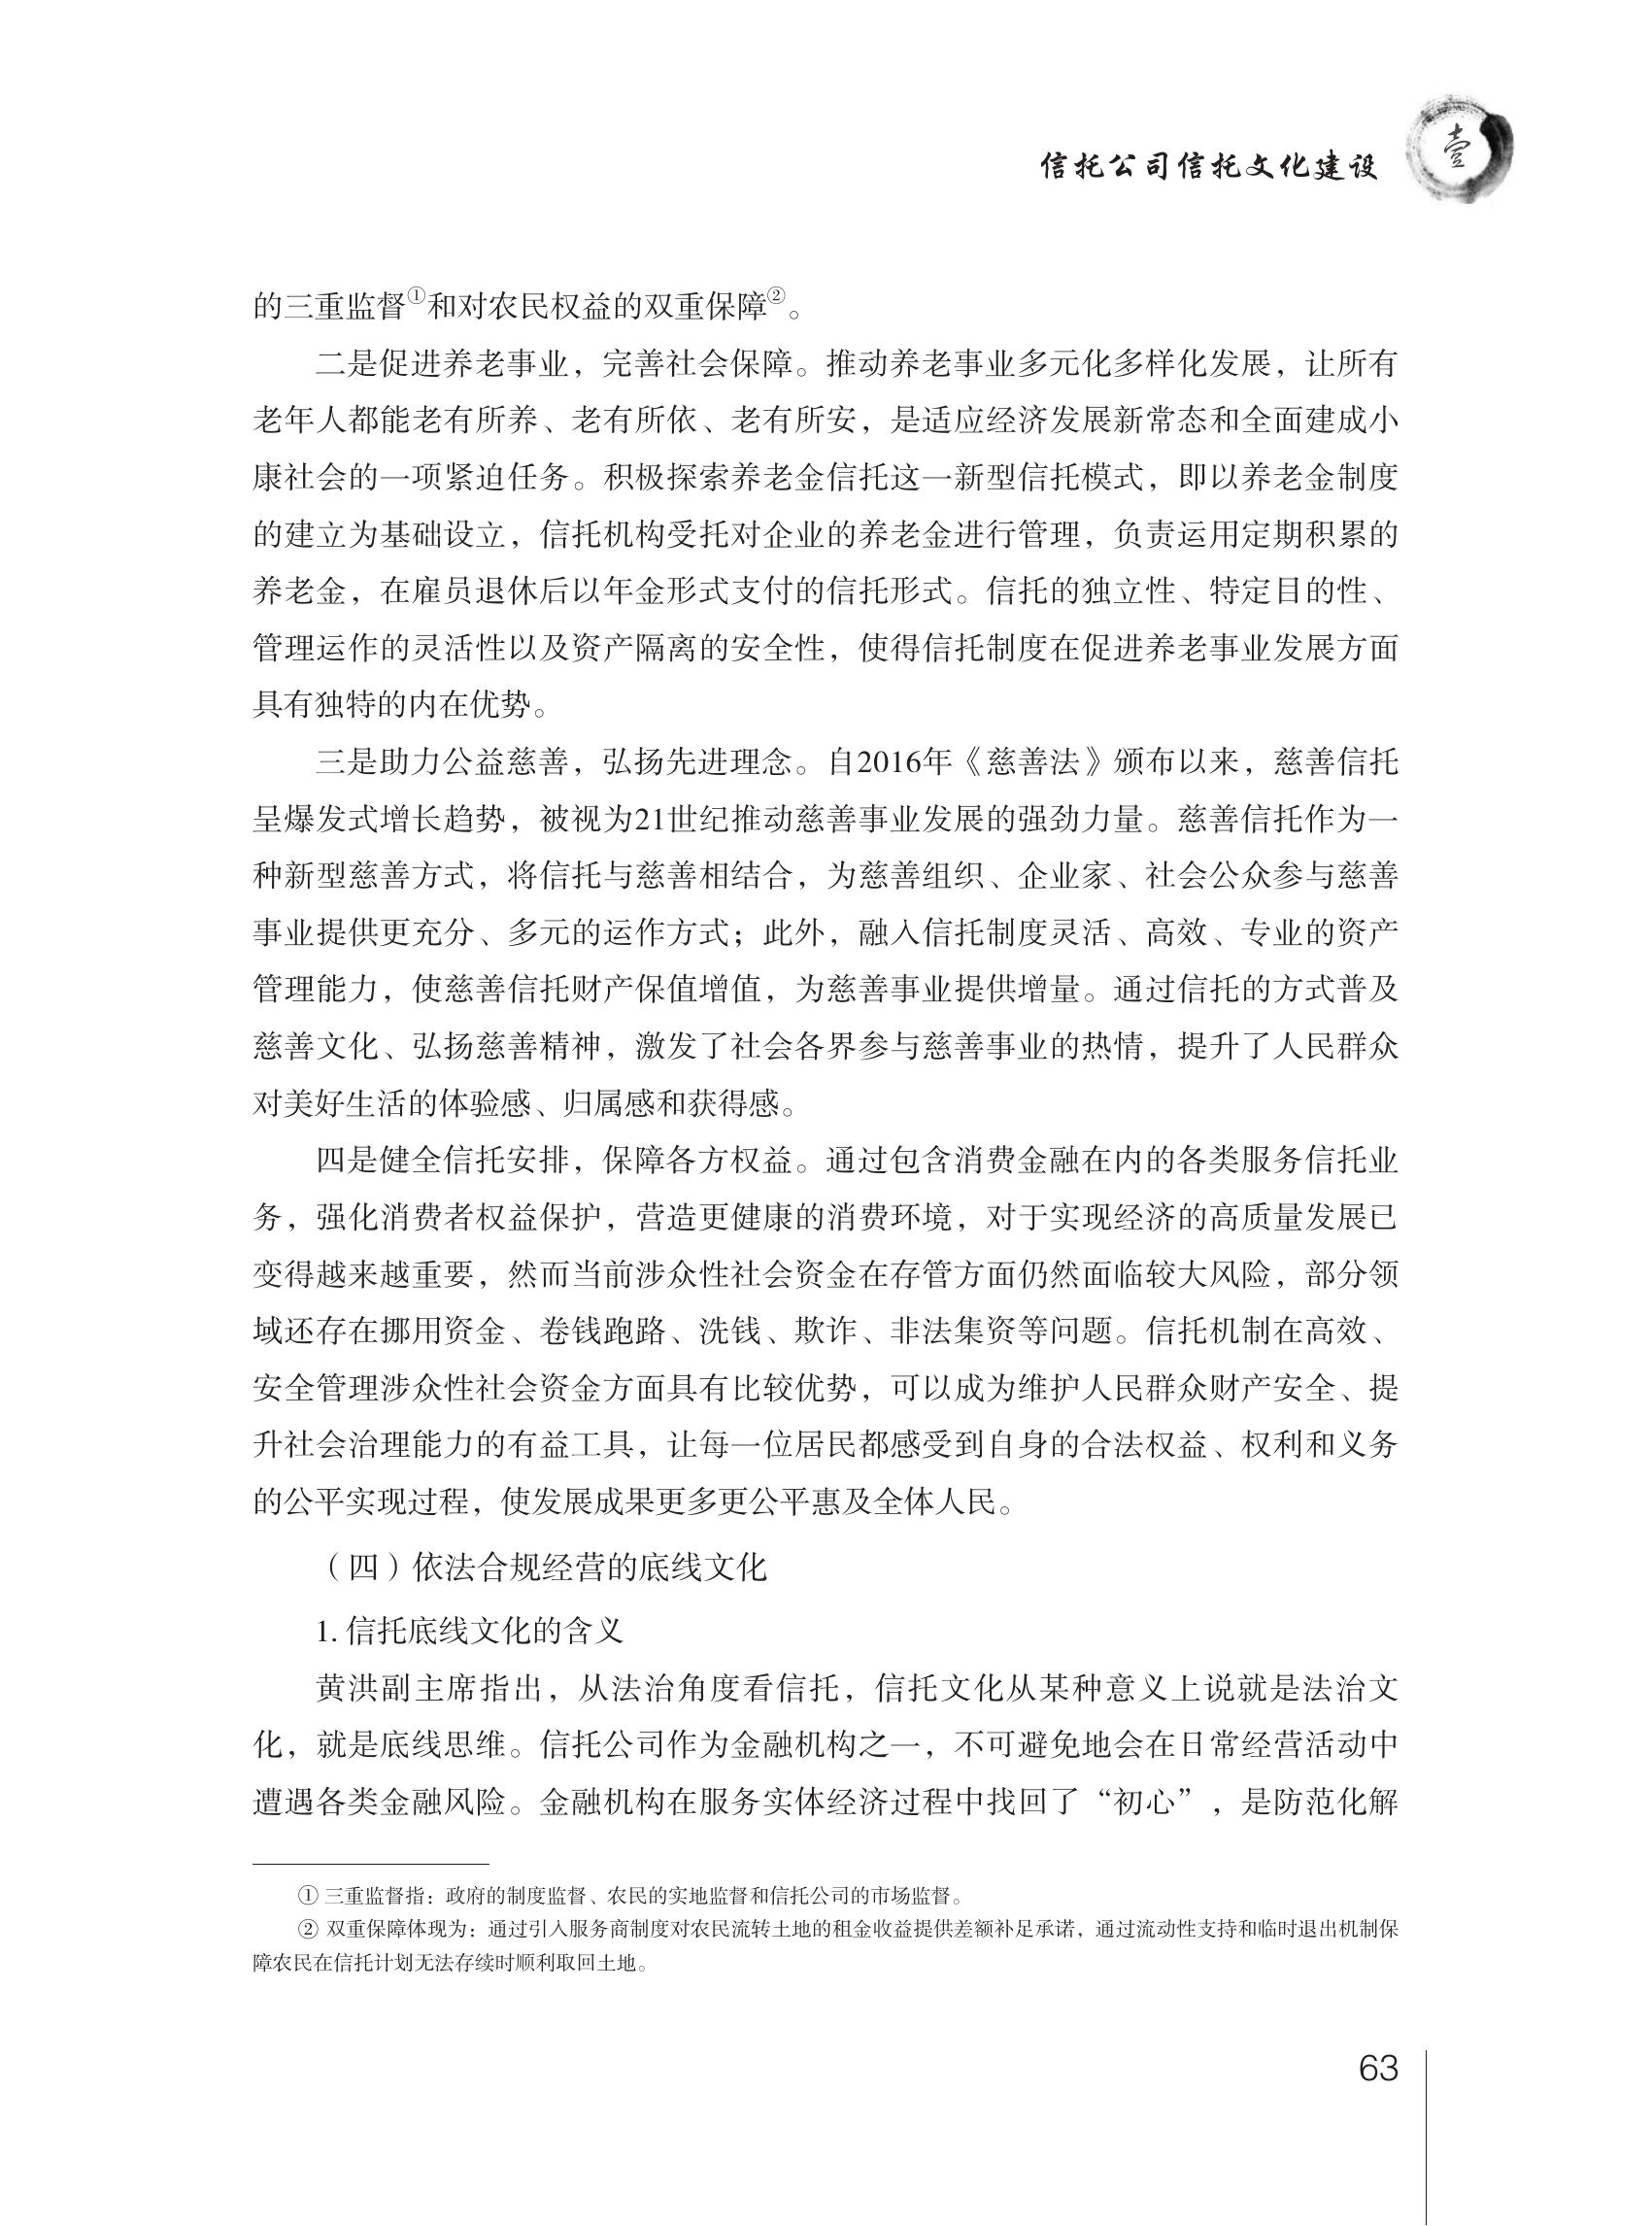 信托公司信托文化建设
壹
的三重监督①和对农民权益的双重保障②。
二是促进养老事业，完善社会保障。推动养老事业多元化多样化发展，让所有
老年人都能老有所养、老有所依、老有所安，是适应经济发展新常态和全面建成小
康社会的一项紧迫任务。积极探索养老金信托这一新型信托模式，即以养老金制度
的建立为基础设立，信托机构受托对企业的养老金进行管理，负责运用定期积累的
养老金，在雇员退休后以年金形式支付的信托形式。信托的独立性、特定目的性、
管理运作的灵活性以及资产隔离的安全性，使得信托制度在促进养老事业发展方面
具有独特的内在优势。
三是助力公益慈善，弘扬先进理念。自2016年《慈善法》颁布以来，慈善信托
呈爆发式增长趋势，被视为21世纪推动慈善事业发展的强劲力量。慈善信托作为一
种新型慈善方式，将信托与慈善相结合，为慈善组织、企业家、社会公众参与慈善
事业提供更充分、多元的运作方式；此外，融入信托制度灵活、高效、专业的资产
管理能力，使慈善信托财产保值增值，为慈善事业提供增量。通过信托的方式普及
慈善文化、弘扬慈善精神，激发了社会各界参与慈善事业的热情，提升了人民群众
对美好生活的体验感、归属感和获得感。
四是健全信托安排，保障各方权益。通过包含消费金融在内的各类服务信托业
务，强化消费者权益保护，营造更健康的消费环境，对于实现经济的高质量发展已
变得越来越重要，然而当前涉众性社会资金在存管方面仍然面临较大风险，部分领
域还存在挪用资金、卷钱跑路、洗钱、欺诈、非法集资等问题。信托机制在高效、
安全管理涉众性社会资金方面具有比较优势，可以成为维护人民群众财产安全、提
升社会治理能力的有益工具，让每一位居民都感受到自身的合法权益、权利和义务
的公平实现过程，使发展成果更多更公平惠及全体人民。
（四）依法合规经营的底线文化
1. 信托底线文化的含义
黄洪副主席指出，从法治角度看信托，信托文化从某种意义上说就是法治文
化，就是底线思维。信托公司作为金融机构之一，不可避免地会在日常经营活动中
遭遇各类金融风险。金融机构在服务实体经济过程中找回了“初心”，是防范化解
① 三重监督指：政府的制度监督、农民的实地监督和信托公司的市场监督。
② 双重保障体现为：通过引入服务商制度对农民流转土地的租金收益提供差额补足承诺，通过流动性支持和临时退出机制保
障农民在信托计划无法存续时顺利取回土地。
63